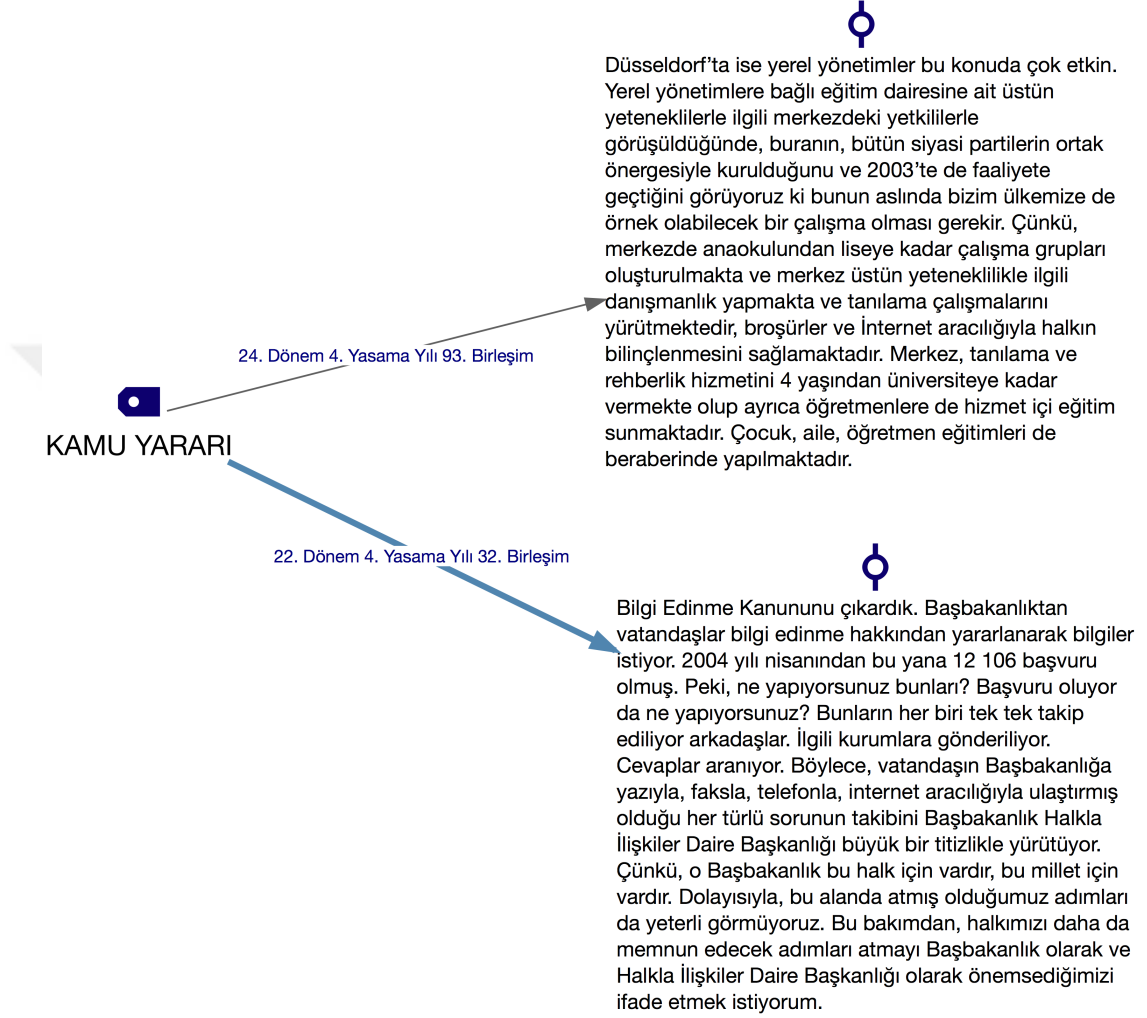 Düsseldorf’ta ise yerel yönetimler bu konuda çok etkin.
Yerel yönetimlere bağlı eğitim dairesine ait üstün
yeteneklilerle ilgili merkezdeki yetkililerle
görüşüldüğünde, buranın, bütün siyasi partilerin ortak
önergesiyle kurulduğunu ve 2003’te de faaliyete
geçtiğini görüyoruz ki bunun aslında bizim ülkemize de
örnek olabilecek bir çalışma olması gerekir. Çünkü,
merkezde anaokulundan liseye kadar çalışma grupları
oluşturulmakta ve merkez üstün yeteneklilikle ilgili
danışmanlık yapmakta ve tanılama çalışmalarını
yürütmektedir, broşürler ve İnternet aracılığıyla halkın
bilinçlenmesini sağlamaktadır. Merkez, tanılama ve
rehberlik hizmetini 4 yaşından üniversiteye kadar
vermekte olup ayrıca öğretmenlere de hizmet içi eğitim
sunmaktadır. Çocuk, aile, öğretmen eğitimleri de
beraberinde yapılmaktadır.
24. Dönem 4. Yasama Yılı 93. Birleşim
KAMU YARARI
22. Dönem 4. Yasama Yılı 32. Birleşim
Bilgi Edinme Kanununu çıkardık. Başbakanlıktan
vatandaşlar bilgi edinme hakkından yararlanarak bilgiler
istiyor. 2004 yılı nisanından bu yana 12 106 başvuru
olmuş. Peki, ne yapıyorsunuz bunları? Başvuru oluyor
da ne yapıyorsunuz? Bunların her biri tek tek takip
ediliyor arkadaşlar. İlgili kurumlara gönderiliyor.
Cevaplar aranıyor. Böylece, vatandaşın Başbakanlığa
yazıyla, faksla, telefonla, internet aracılığıyla ulaştırmış
olduğu her türlü sorunun takibini Başbakanlık Halkla
İlişkiler Daire Başkanlığı büyük bir titizlikle yürütüyor.
Çünkü, o Başbakanlık bu halk için vardır, bu millet için
vardır. Dolayısıyla, bu alanda atmış olduğumuz adımları
da yeterli görmüyoruz. Bu bakımdan, halkımızı daha da
memnun edecek adımları atmayı Başbakanlık olarak ve
Halkla İlişkiler Daire Başkanlığı olarak önemsediğimizi
ifade etmek istiyorum.